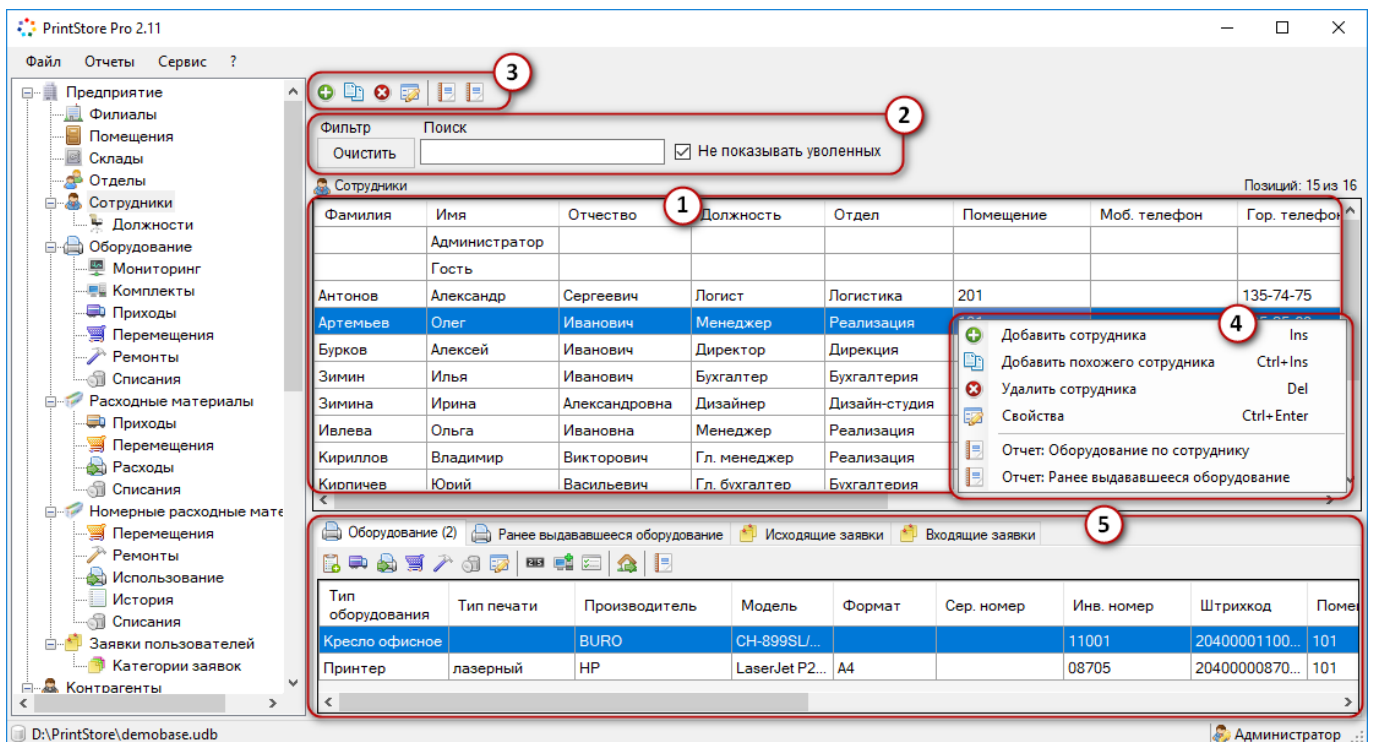 PrintStore Pro 2.11
Файл Отчеты Сервис ?
Предприятие
Филиалы
Помещения
Склады
Отделы
Сотрудники
Должности
Оборудование
Мониторинг
Комплекты
Приходы
Перемещения
Ремонты
Списания
Расходные материалы
Приходы
Перемещения
Расходы
Списания
Номерные расходные мате
Перемещения
Ремонты
Использование
История
Списания
Заявки пользователей
Категории заявок
Контрагенты
3
2
Фильтр Поиск
Очистить Не показывать уволенных
Сотрудники Позиций: 15 из 16
1
Фамилия Имя Отчество Должность Отдел Помещение Моб. телефон Гор. телефон
Администратор
Гость
Антонов Александр Сергеевич Логист Логистика 201 135-74-75
Артемьев Олег Иванович Менеджер Реализация
Бурков Алексей Иванович Директор Дирекция
Зимин Илья Иванович Бухгалтер Бухгалтерия
Зимина Ирина Александровна Дизайнер Дизайн-студия
Ивлева Ольга Ивановна Менеджер Реализация
Кириллов Владимир Викторович Гл. менеджер Реализация
Кирпичев Юрий Васильевич Гл. бухгалтер Бухгалтерия
4
Добавить сотрудника Ins
Добавить похожего сотрудника Ctrl+Ins
Удалить сотрудника Del
Свойства Ctrl+Enter
Отчет: Оборудование по сотруднику
Отчет: Ранее выдававшееся оборудование
5
Оборудование (2) Ранее выдававшееся оборудование Исходящие заявки Входящие заявки
Тип оборудования Тип печати Производитель Модель Формат Сер. номер Инв. номер Штрихкод Поме
Кресло офисное BURO CH-899SL/... 11001 20400001100... 101
Принтер лазерный HP LaserJet P2... A4 08705 20400000870... 101
D:\PrintStore\demobase.udb Администратор